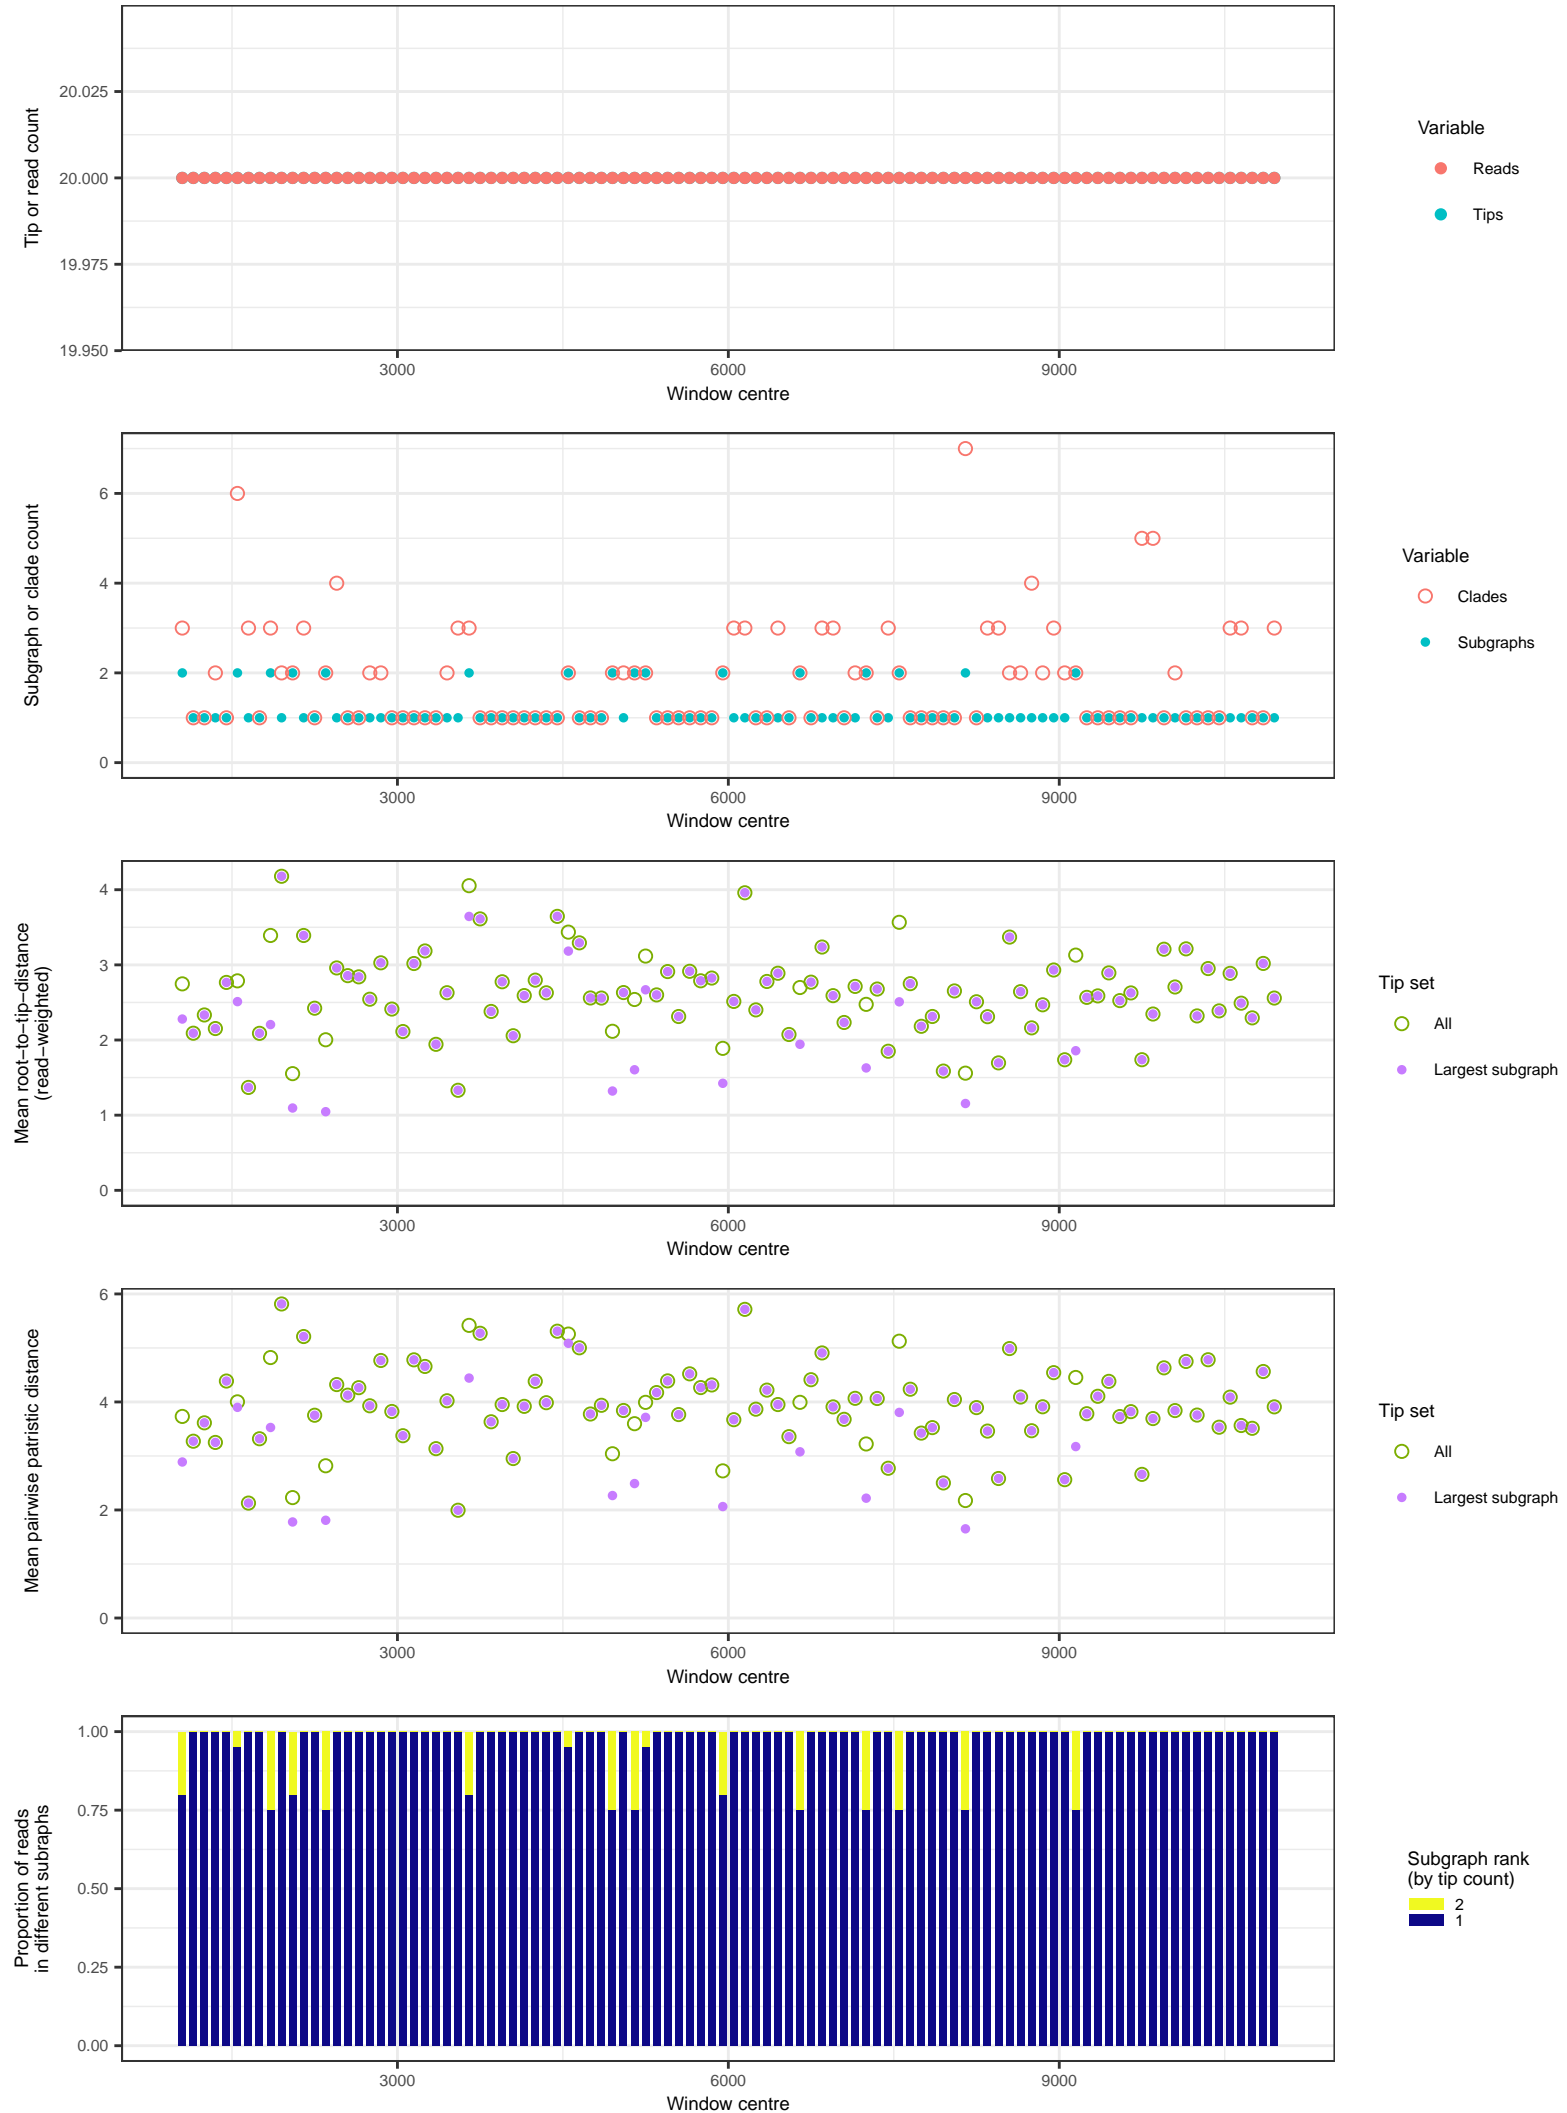 20.025
20.000
19.975
19.950
Tip or read count
3000
6000
9000
Window centre
Variable
Reads
Tips
6
4
2
0
Subgraph or clade count
3000
6000
9000
Window centre
Variable
Clades
Subgraphs
4
3
2
1
0
Mean root−to−tip−distance
(read−weighted)
3000
6000
9000
Window centre
Tip set
All
Largest subgraph
6
4
2
0
Mean pairwise patristic distance
3000
6000
9000
Window centre
Tip set
All
Largest subgraph
1.00
0.75
0.50
0.25
0.00
Proportion of reads
in different subraphs
3000
6000
9000
Window centre
Subgraph rank
(by tip count)
2
1